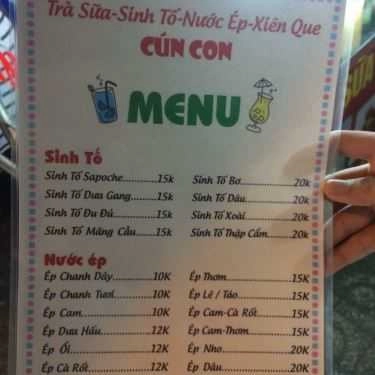 Trà Sữa-Sinh Tố-Nước Ép-Xiên Que
CÚN CON
MENU
Sinh Tố
Sinh Tố Sapoche..........15k
Sinh Tố Dưa Gang........15k
Sinh Tố Đu Đủ.............15k
Sinh Tố Mãng Cầu.......15k
Sinh Tố Bơ................20k
Sinh Tố Dâu..............20k
Sinh Tố Xoài.............20k
Sinh Tố Thập Cẩm.....20k
Nước ép
Ép Chanh Dây..........10K
Ép Chanh Tươi.........10K
Ép Cam...................10K
Ép Dưa Hấu............12K
Ép Ổi.....................12K
Ép Cà Rốt...............12K
Ép Thơm................15K
Ép Lê / Táo.............15K
Ép Cam-Cà Rốt.......15K
Ép Cam-Thơm.........15K
Ép Nho..................20K
Ép Dâu..................20K